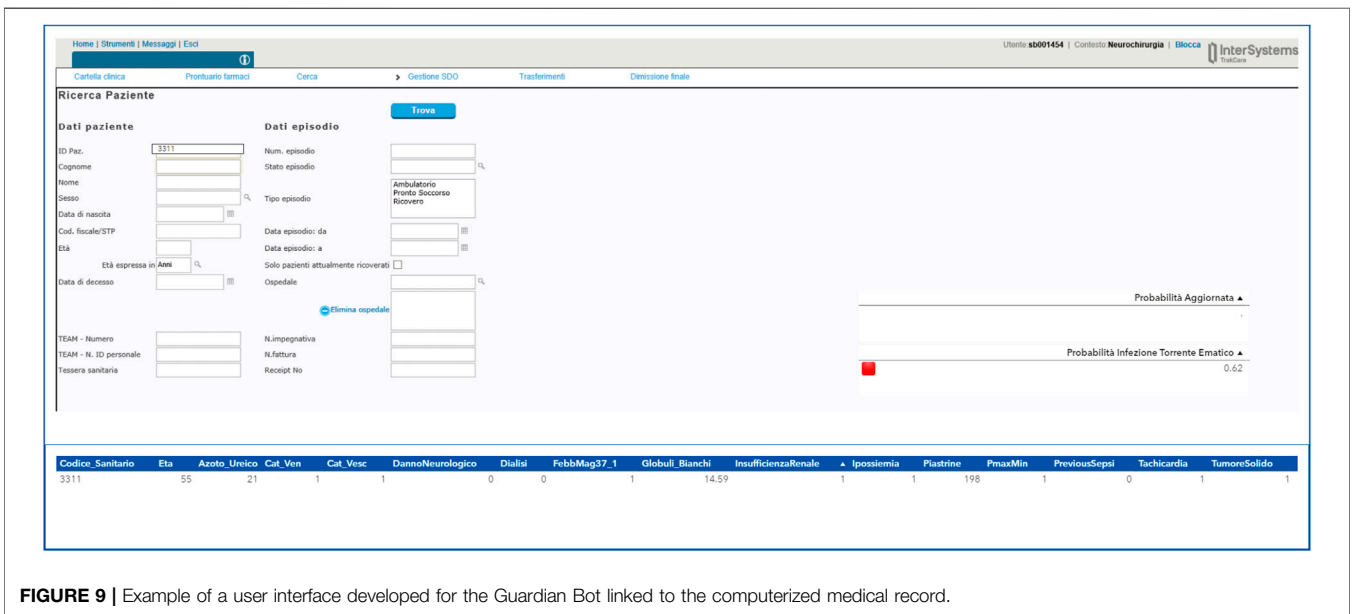 Home | Strumenti | Messaggi | Esci
Utente:sb001454 | Contesto:Neurochirurgia | Blocca
InterSystems
TrakCare
Cartella clinica Prontuario farmaci Cerca Gestione SDO Trasferimenti Dimissione finale
Ricerca Paziente
Trova
Dati paziente Dati episodio
ID Paz. 3311 Num. episodio
Cognome Stato episodio
Nome
Ambulatorio
Pronto Soccorso
Ricovero
Sesso Tipo episodio
Data di nascita
Cod. fiscale/STP Data episodio: da
Età Data episodio: a
Età espressa in Anni Solo pazienti attualmente ricoverati
Data di decesso Ospedale
Elimina ospedale
Probabilità Aggiornata ▲
TEAM - Numero N.impegnativa
TEAM - N. ID personale N.fattura
Probabilità Infezione Torrente Ematico ▲
Tessera sanitaria Receipt No
0.62
Codice_Sanitario Eta Azoto_Ureico Cat_Ven Cat_Vesc DannoNeurologico Dialisi FebbMag37_1 Globuli_Bianchi InsufficienzaRenale ▲ Ipossiemia Piastrine PmaxMin PreviousSepsi Tachicardia TumoreSolido
3311 55 21 1 1 0 0 1 14.59 1 1 198 1 0 1 1
FIGURE 9 | Example of a user interface developed for the Guardian Bot linked to the computerized medical record.